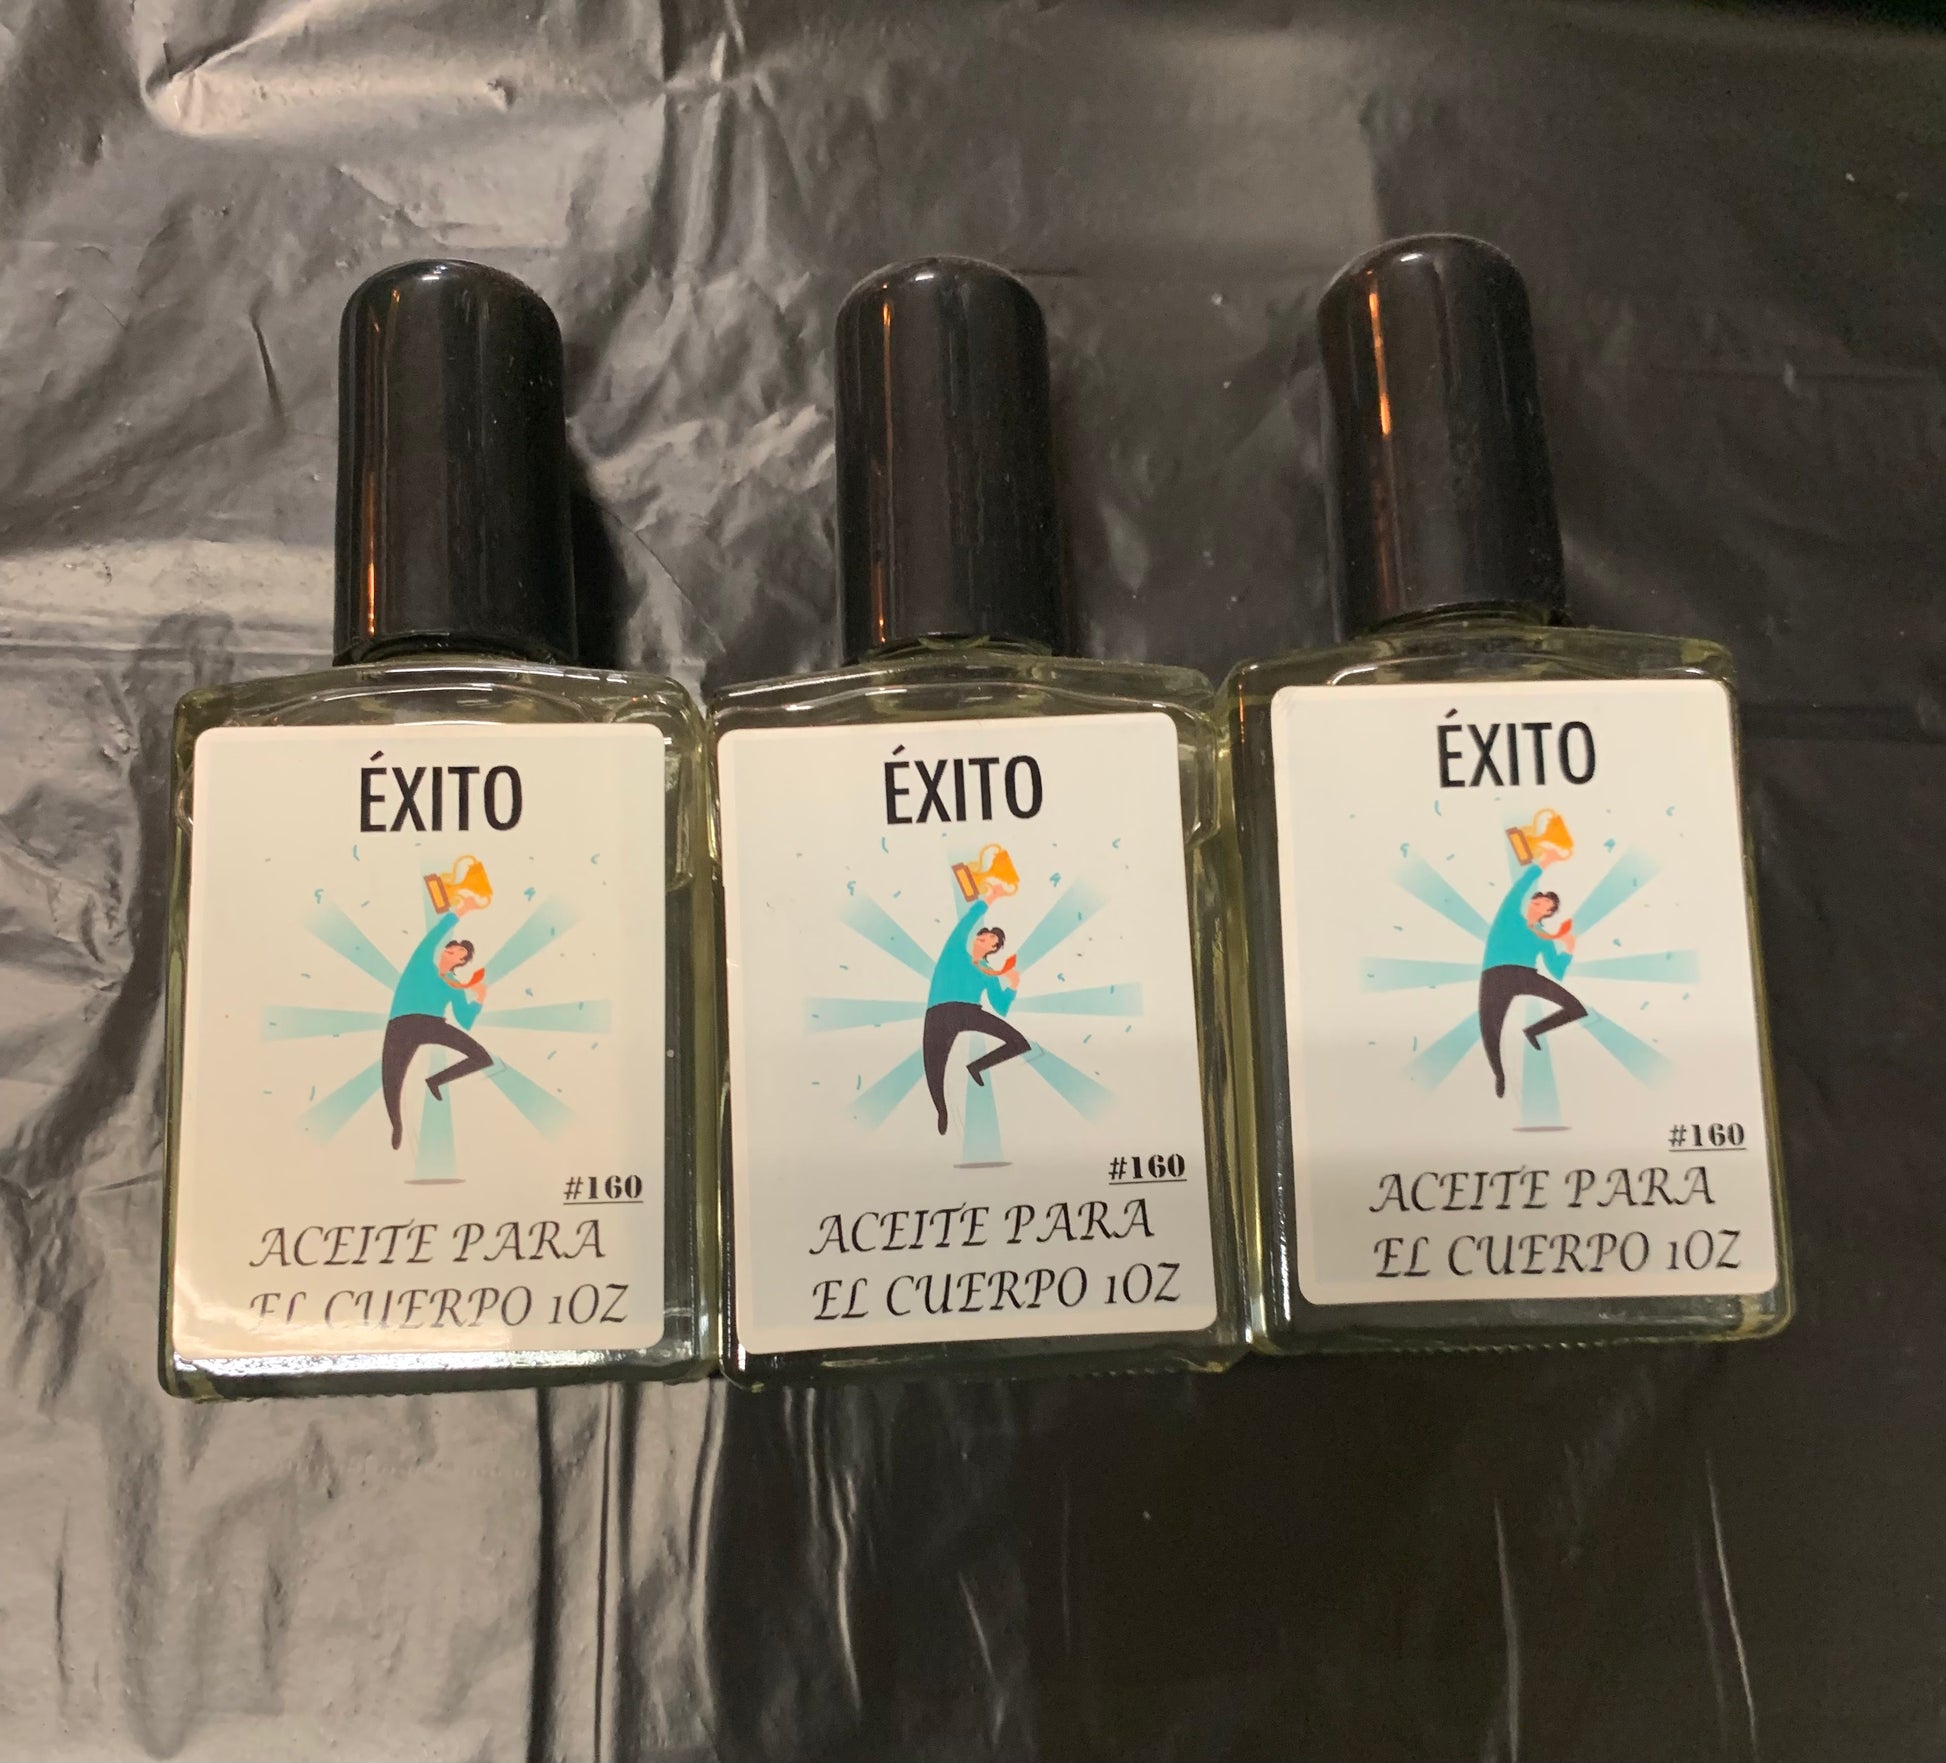 ÉXITO
#160
ACEITE PARA
EL CUERPO 1OZ
ÉXITO
#160
ACEITE PARA
EL CUERPO 1OZ
ÉXITO
#160
ACEITE PARA
EL CUERPO 1OZ